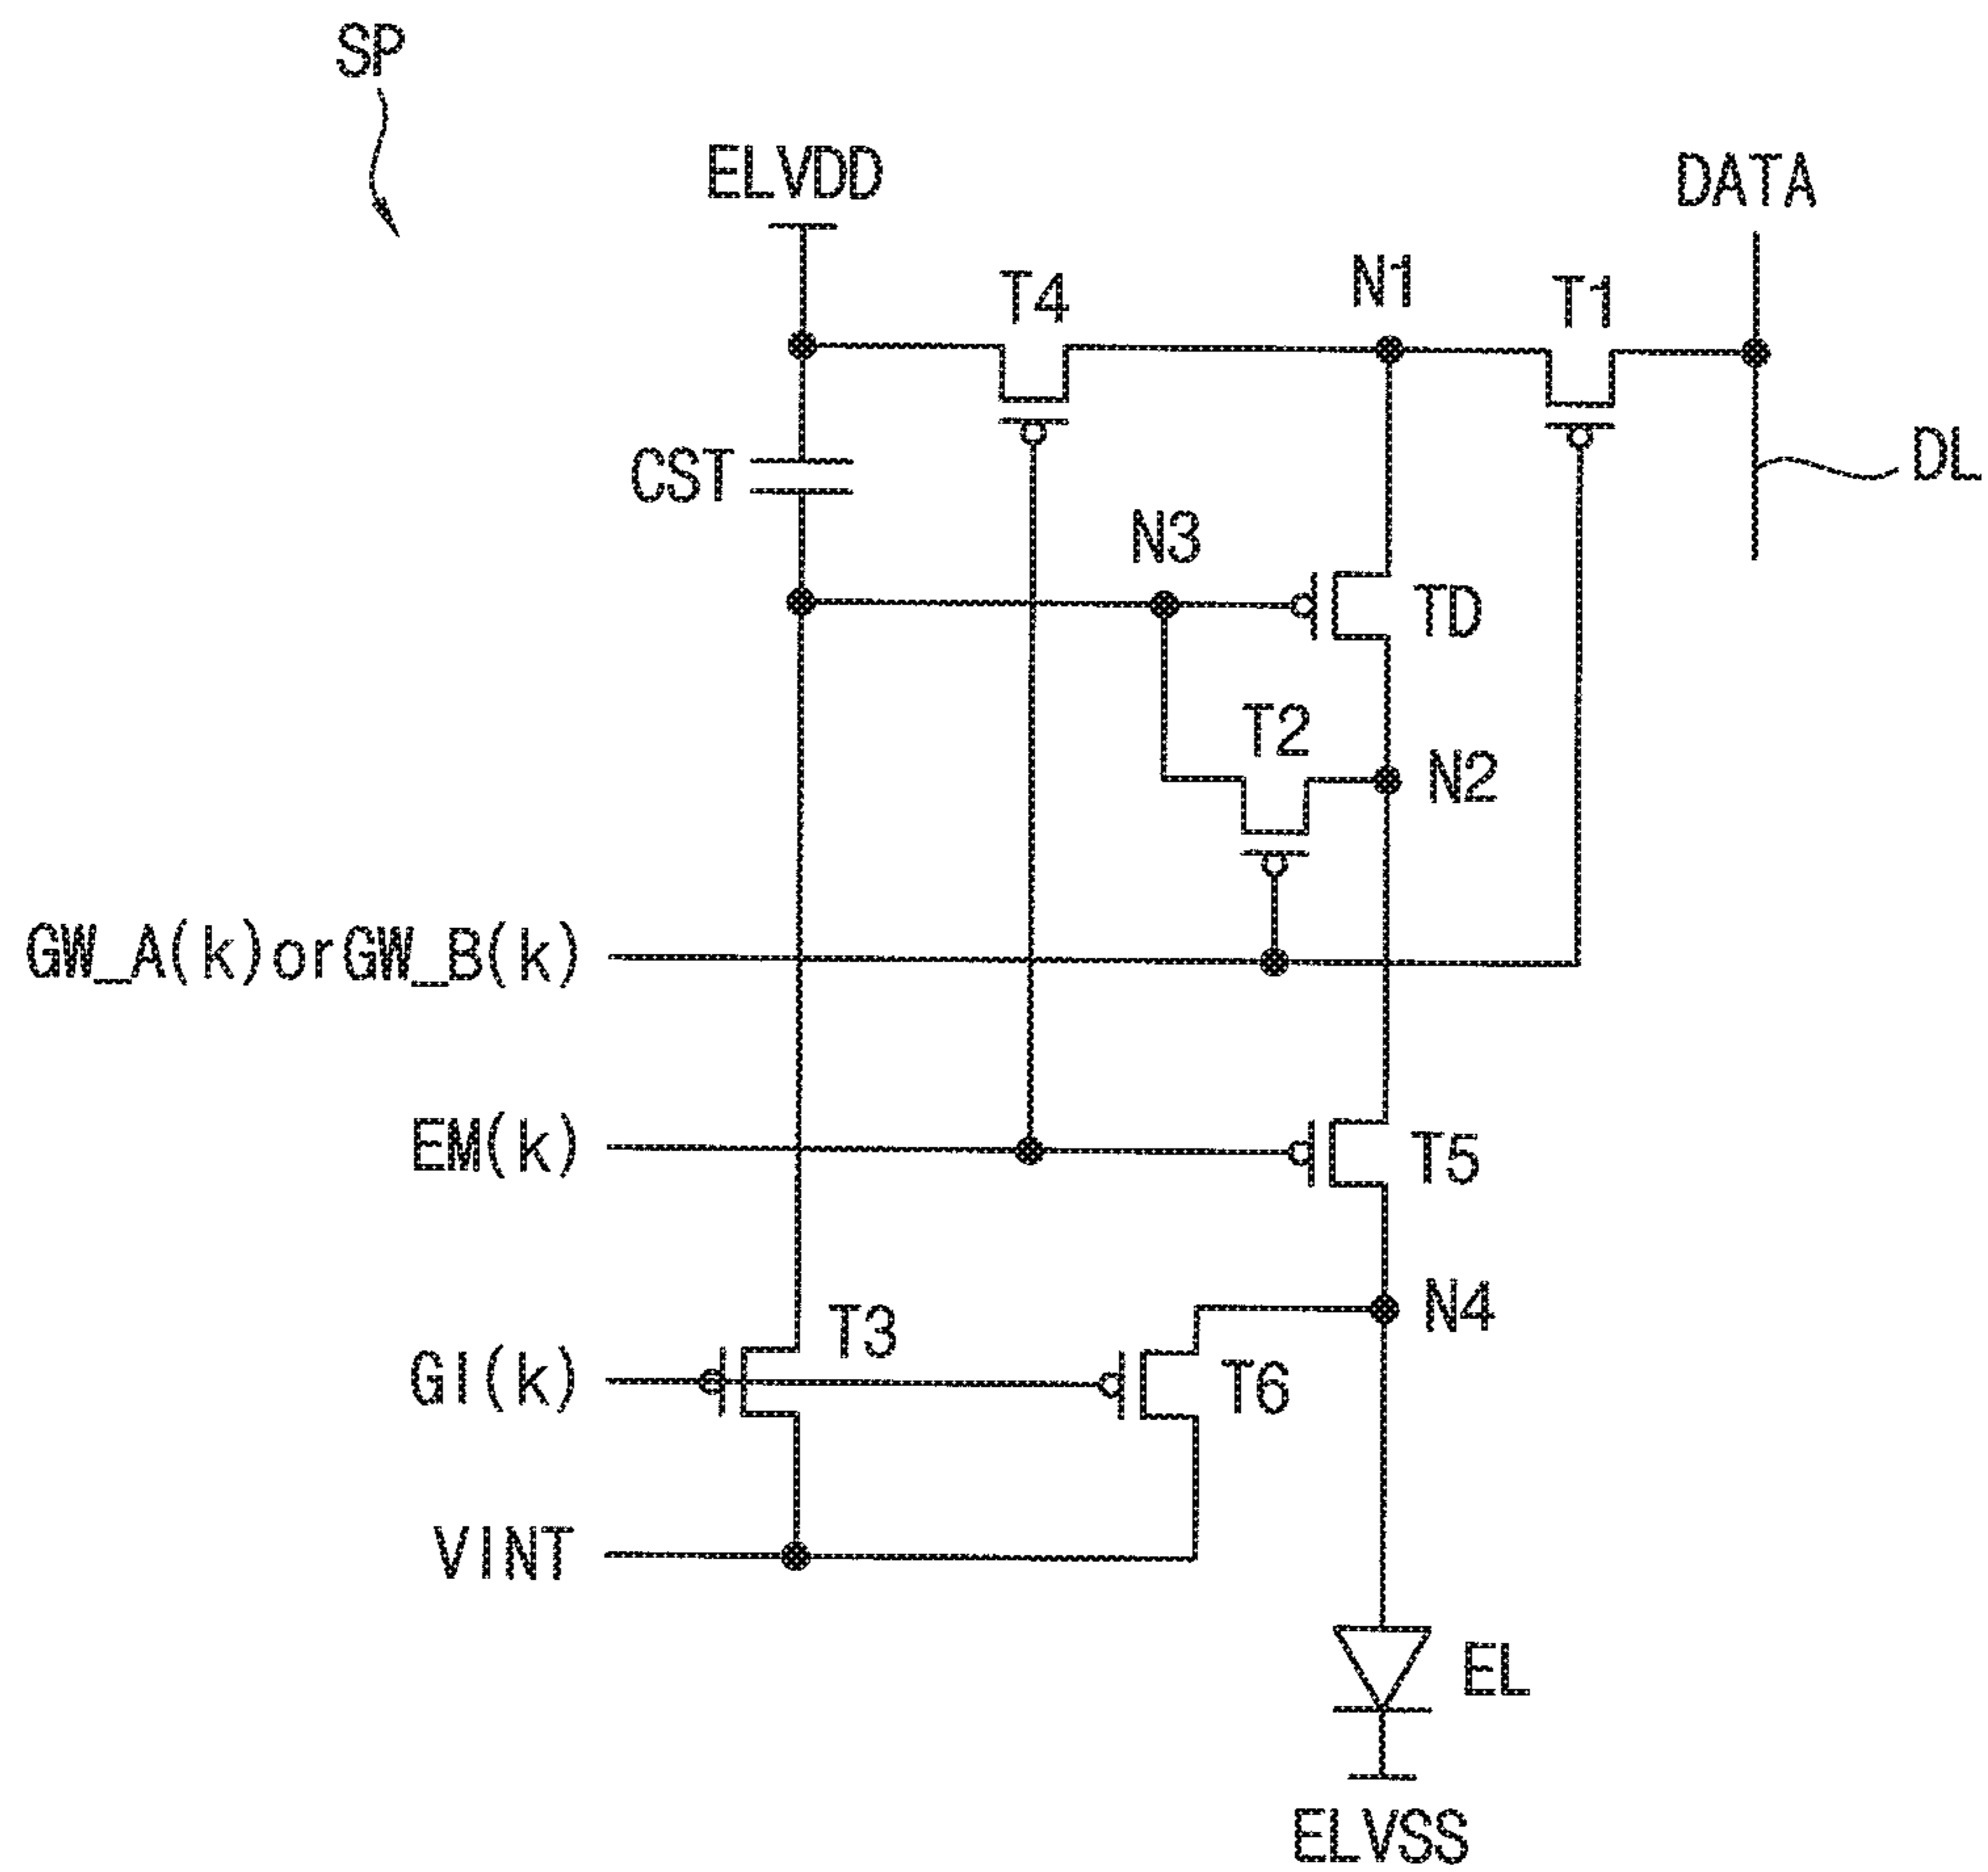 SP
ELVDD
DATA
T4
N1
T1
CST
DL
N3
TD
T2
N2
GW_A(k)orGW_B(k)
EM(k)
T5
N4
T3
GI(k)
T6
VINT
EL
ELVSS